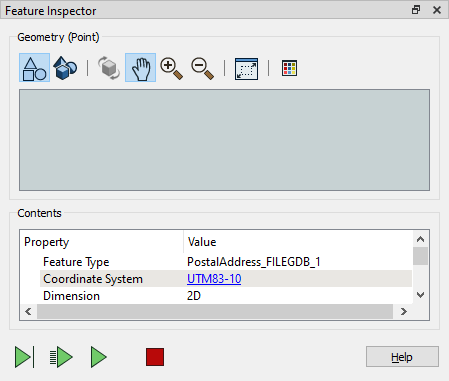 Feature Inspector
Geometry (Point)
Contents
Property Value
Feature Type PostalAddress_FILEGDB_1
Coordinate System UTM83-10
Dimension 2D
Help